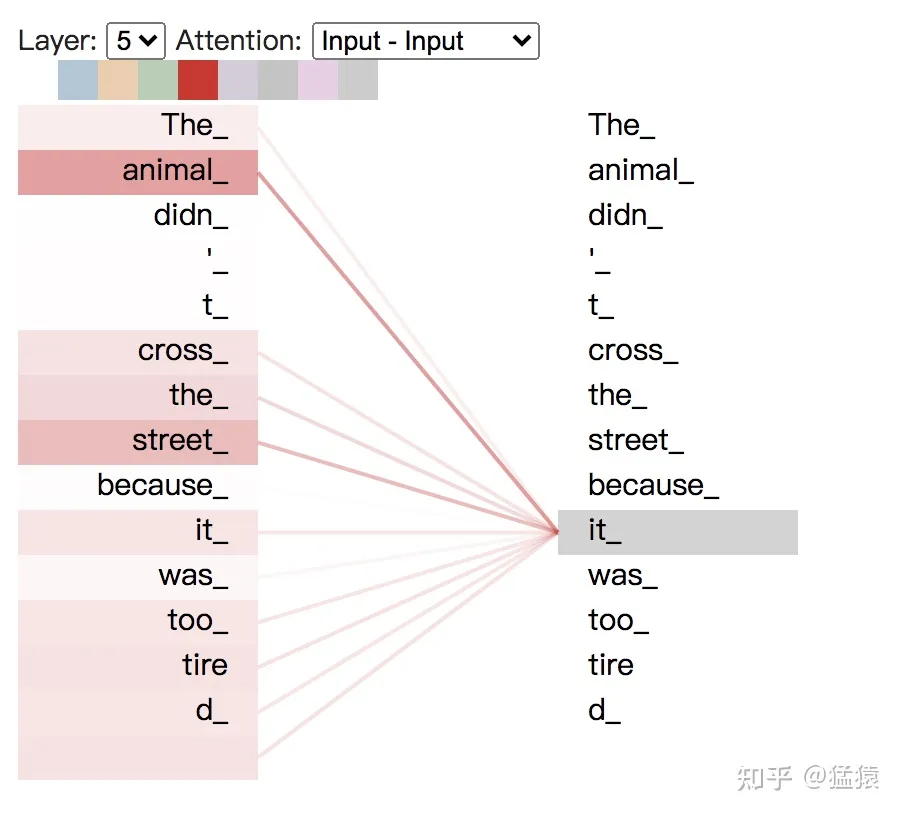 Layer: 5 Attention: Input - Input
The_ The_
animal_ animal_
didn_ didn_
'_ '_
t_ t_
cross_ cross_
the_ the_
street_ street_
because_ because_
it_ it_
was_ was_
too_ too_
tire tire
d_ d_
知乎 @猛猿